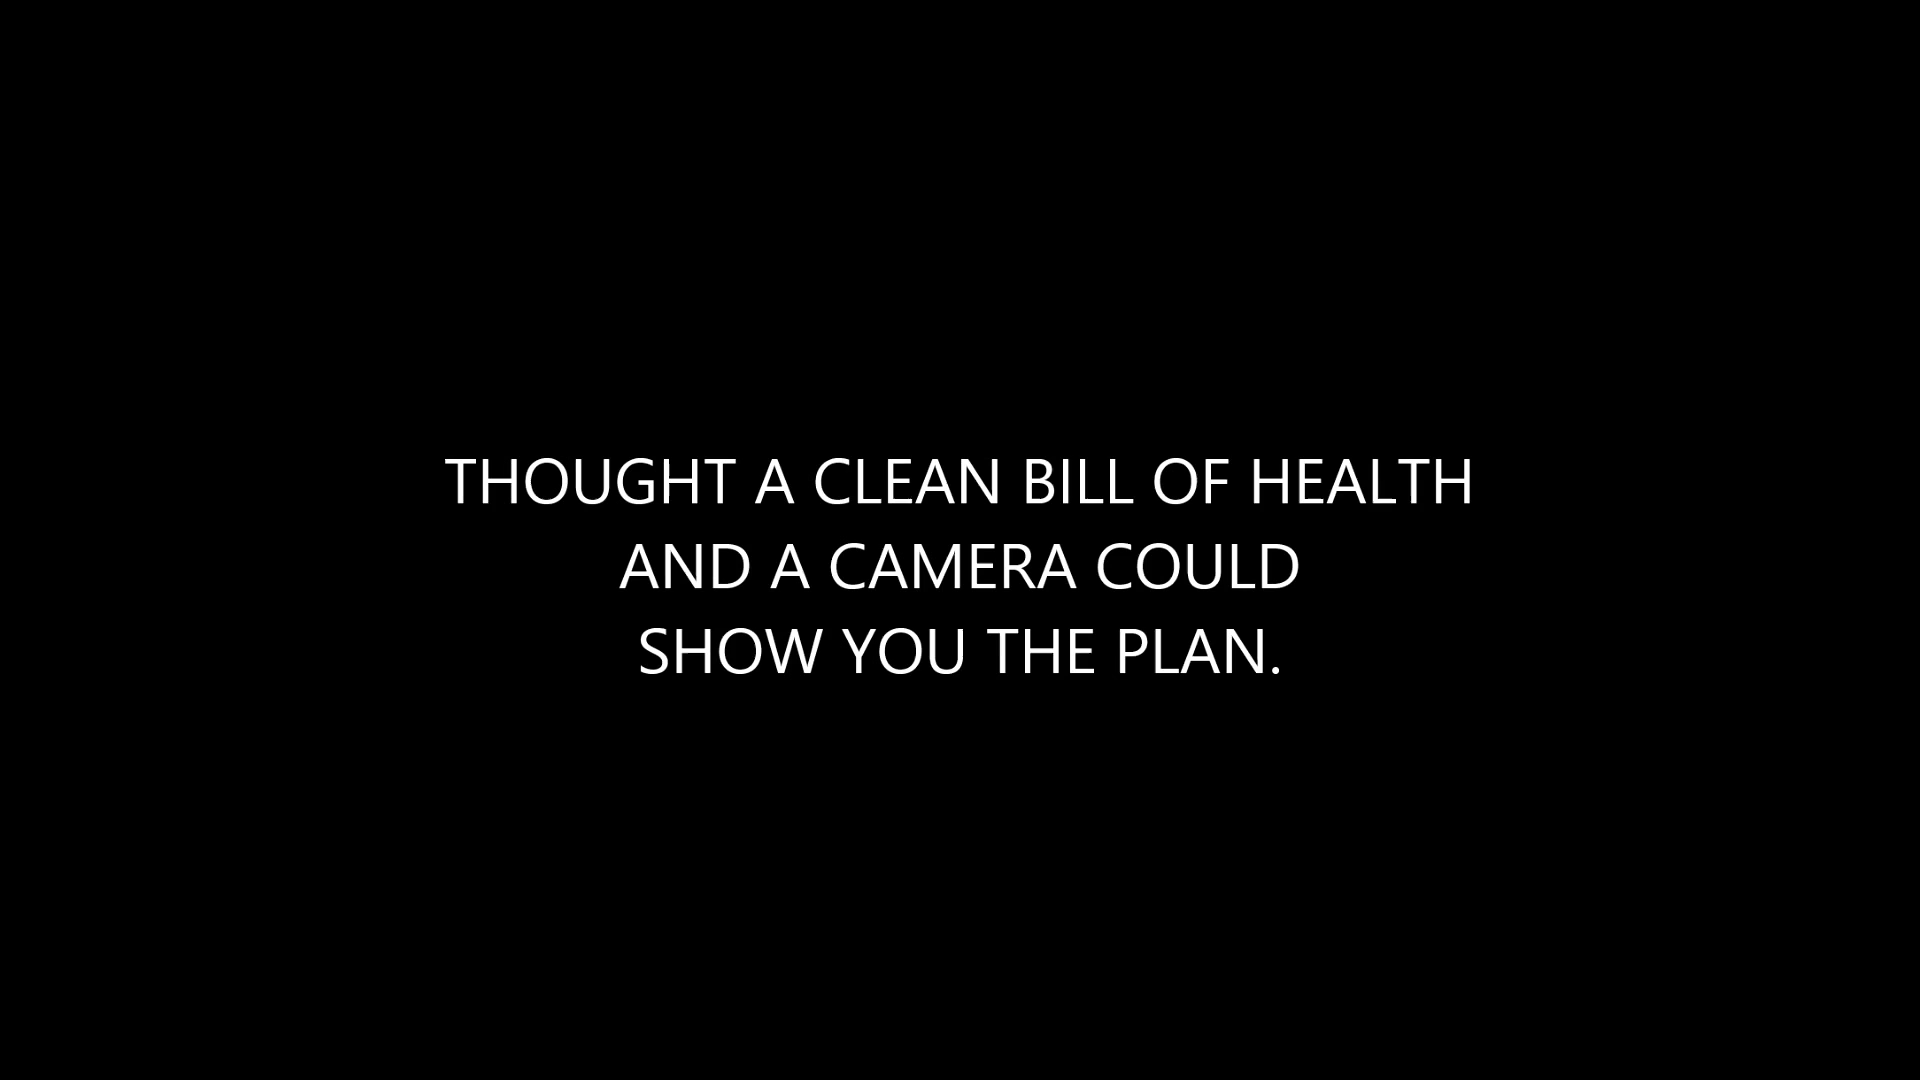 THOUGHT A CLEAN BILL OF HEALTH
AND A CAMERA COULD
SHOW YOU THE PLAN.